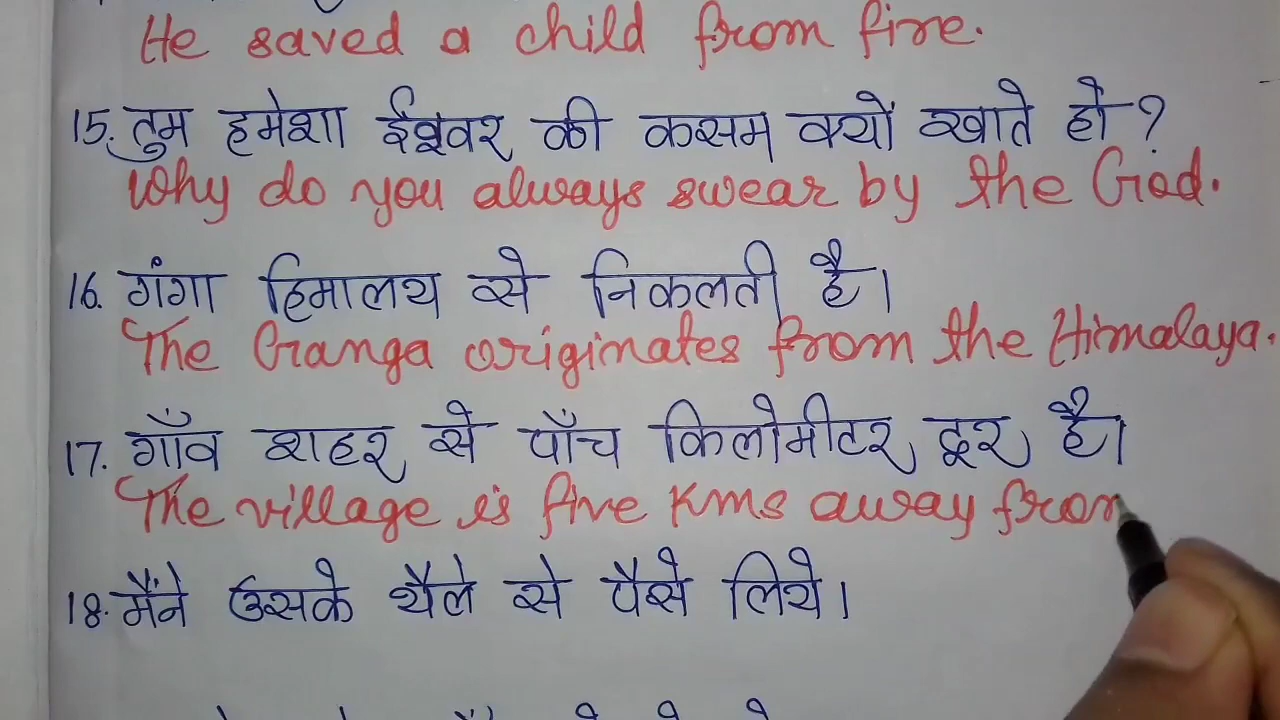 He saved a child from fire.
15. तुम हमेशा ईश्वर की कसम क्यों खाते हो?
Why do you always swear by the God.
16. गंगा हिमालय से निकलती है।
The Ganga originates from the Himalaya.
17. गाँव शहर से पाँच किलोमीटर दूर है।
The village is five Kms away from
18. मैंने उसके थैले से पैसे लिये।